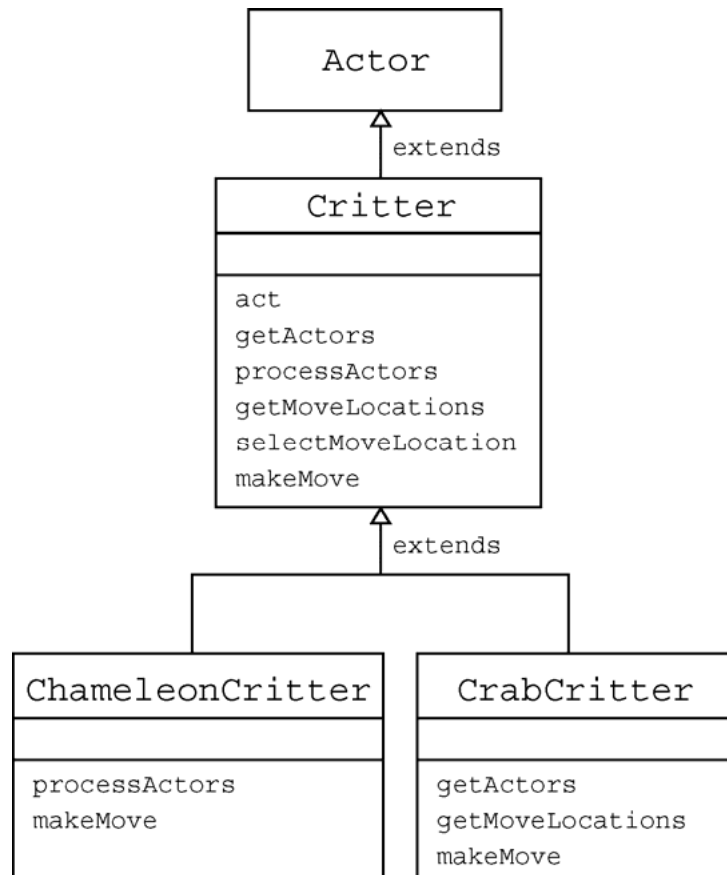 Actor
extends
Critter
act
getActors
processActors
getMoveLocations
selectMoveLocation
makeMove
extends
ChameleonCritter
processActors
makeMove
CrabCritter
getActors
getMoveLocations
makeMove